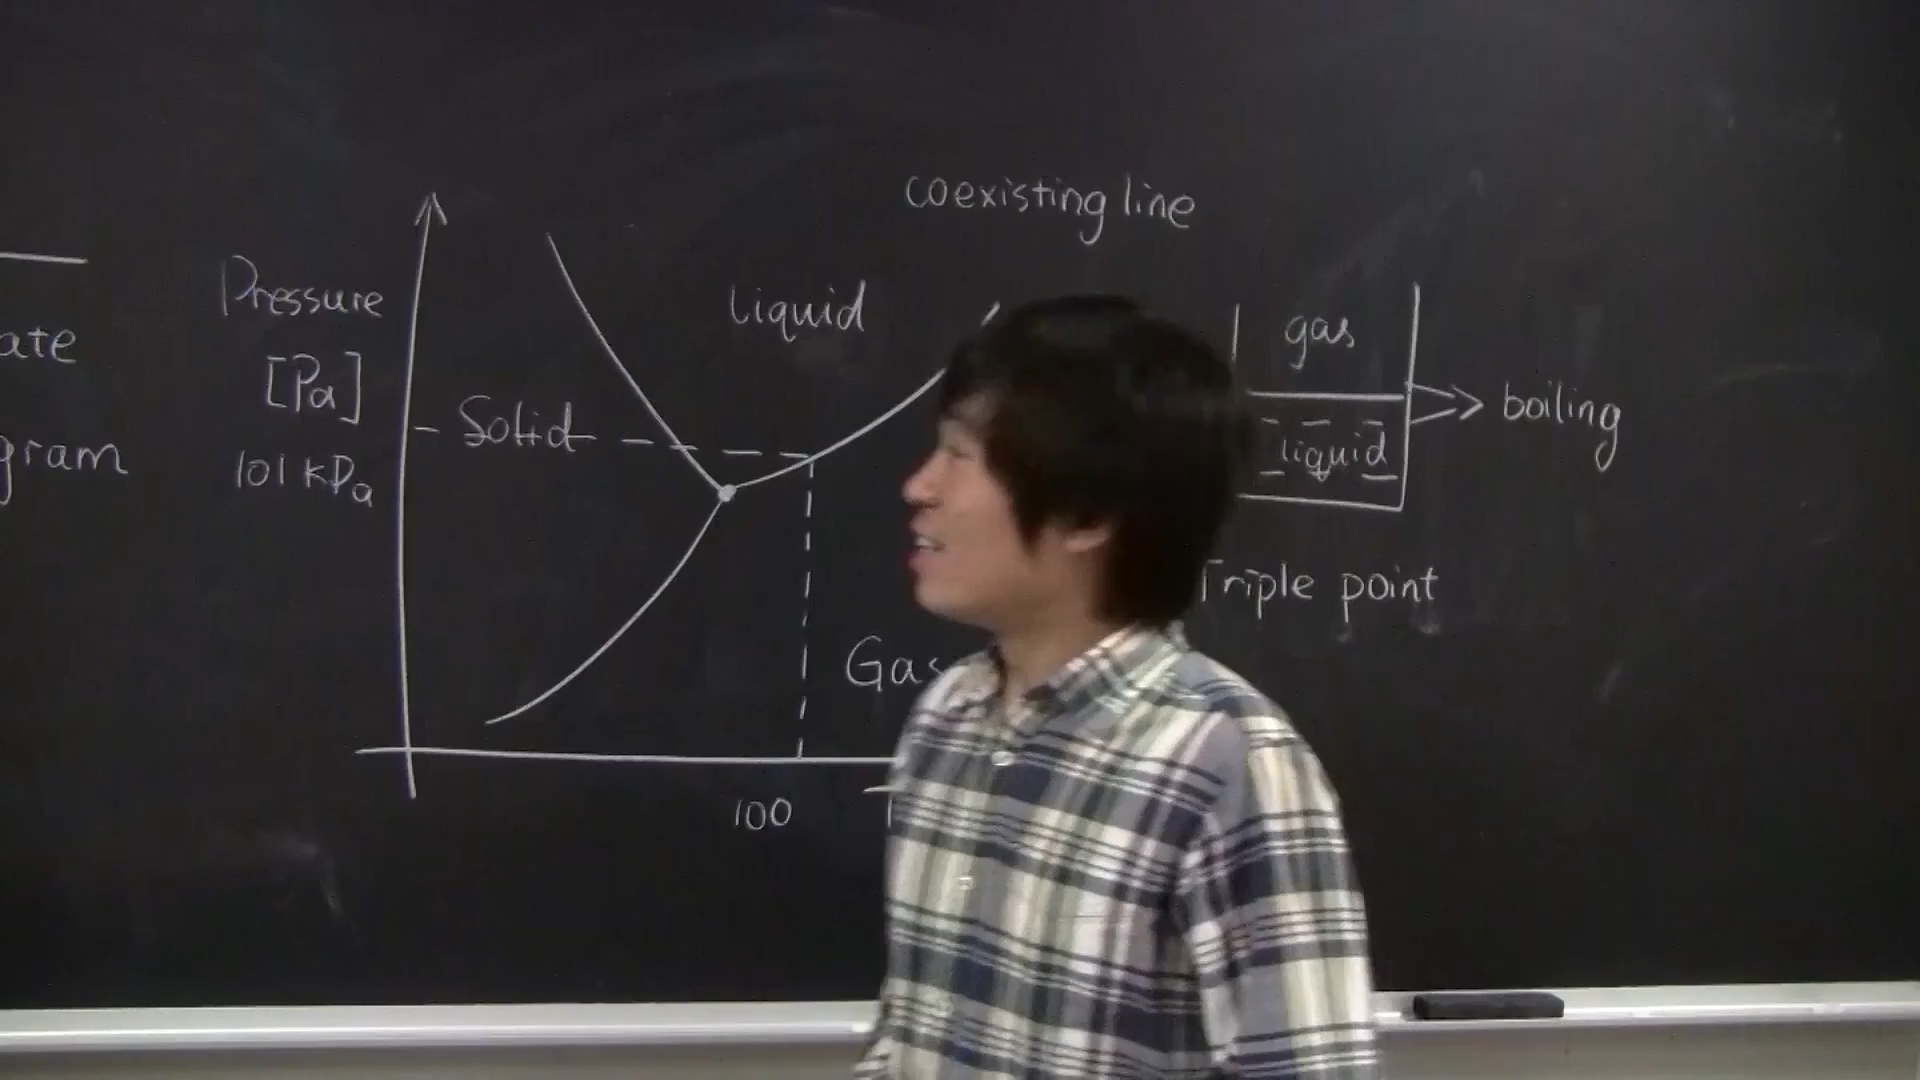 ate
gram
Pressure
[Pa]
101 kPa
coexisting line
Liquid
Solid
Gas
100
gas
liquid
boiling
Triple point